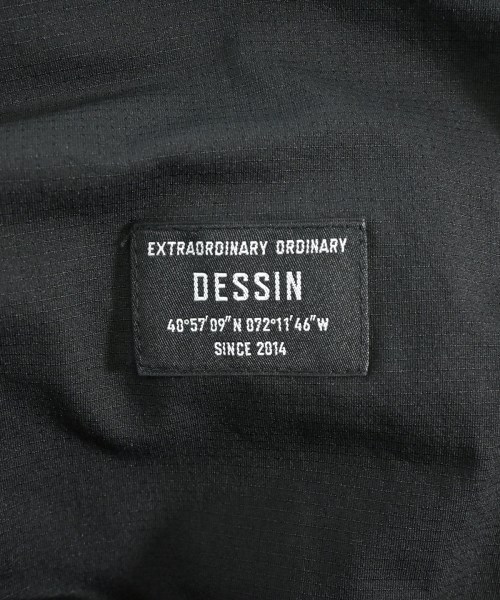 EXTRAORDINARY ORDINARY
DESSIN
40°57'09"N 072°11'46"W
SINCE 2014